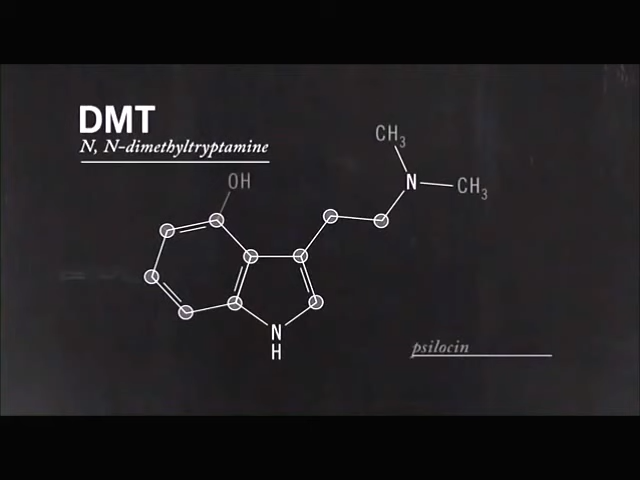 DMT
N, N-dimethyltryptamine
CH3
OH
N
CH3
N
H
psilocin